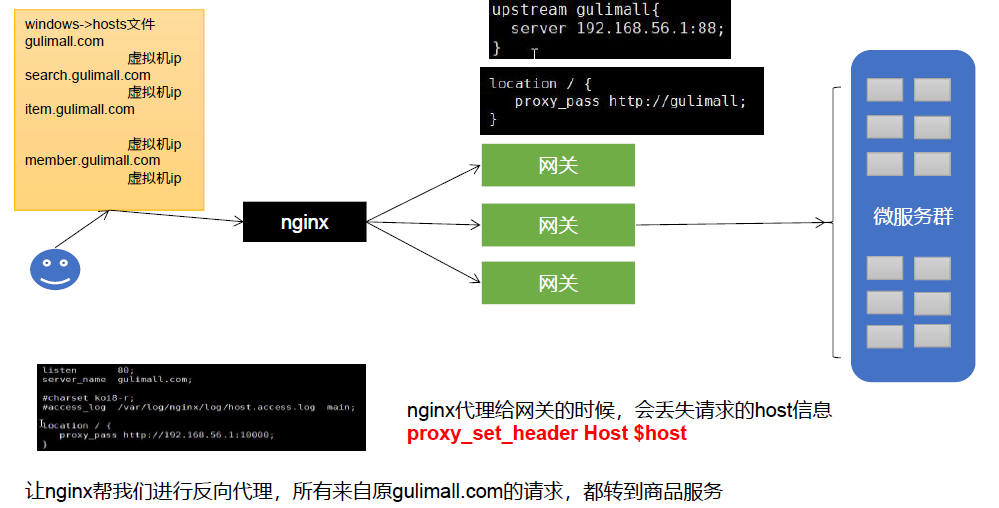 windows->hosts文件
gulimall.com
虚拟机ip
search.gulimall.com
虚拟机ip
item.gulimall.com
虚拟机ip
member.gulimall.com
虚拟机ip
upstream gulimall{
server 192.168.56.1:88;
}
location / {
proxy_pass http://gulimall;
}
nginx
网关
网关
网关
微服务群
listen 80;
server_name gulimall.com;
#charset koi8-r;
#access_log /var/log/nginx/log/host.access.log main;
location / {
proxy_pass http://192.168.56.1:10000;
}
nginx代理给网关的时候，会丢失请求的host信息
proxy_set_header Host $host
让nginx帮我们进行反向代理，所有来自原gulimall.com的请求，都转到商品服务